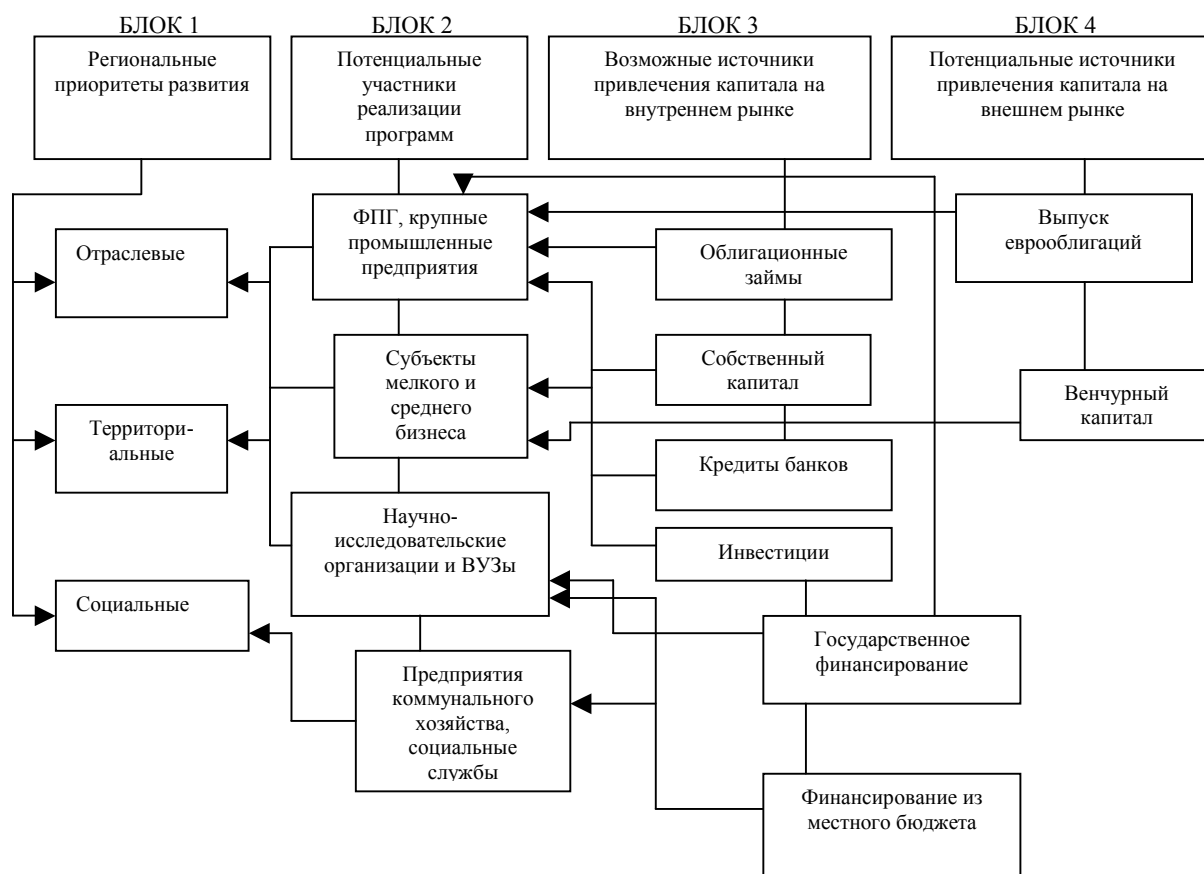 БЛОК 1
БЛОК 2
БЛОК 3
БЛОК 4
Региональные
приоритеты развития
Потенциальные
участники
реализации
программ
Возможные источники
привлечения капитала на
внутреннем рынке
Потенциальные источники
привлечения капитала на
внешнем рынке
Отраслевые
Территори-
альные
Социальные
ФПГ, крупные
промышленные
предприятия
Субъекты
мелкого и
среднего
бизнеса
Научно-
исследовательские
организации и ВУЗы
Предприятия
коммунального
хозяйства,
социальные
службы
Облигационные
займы
Собственный
капитал
Кредиты банков
Инвестиции
Государственное
финансирование
Финансирование из
местного бюджета
Выпуск
еврооблигаций
Венчурный
капитал